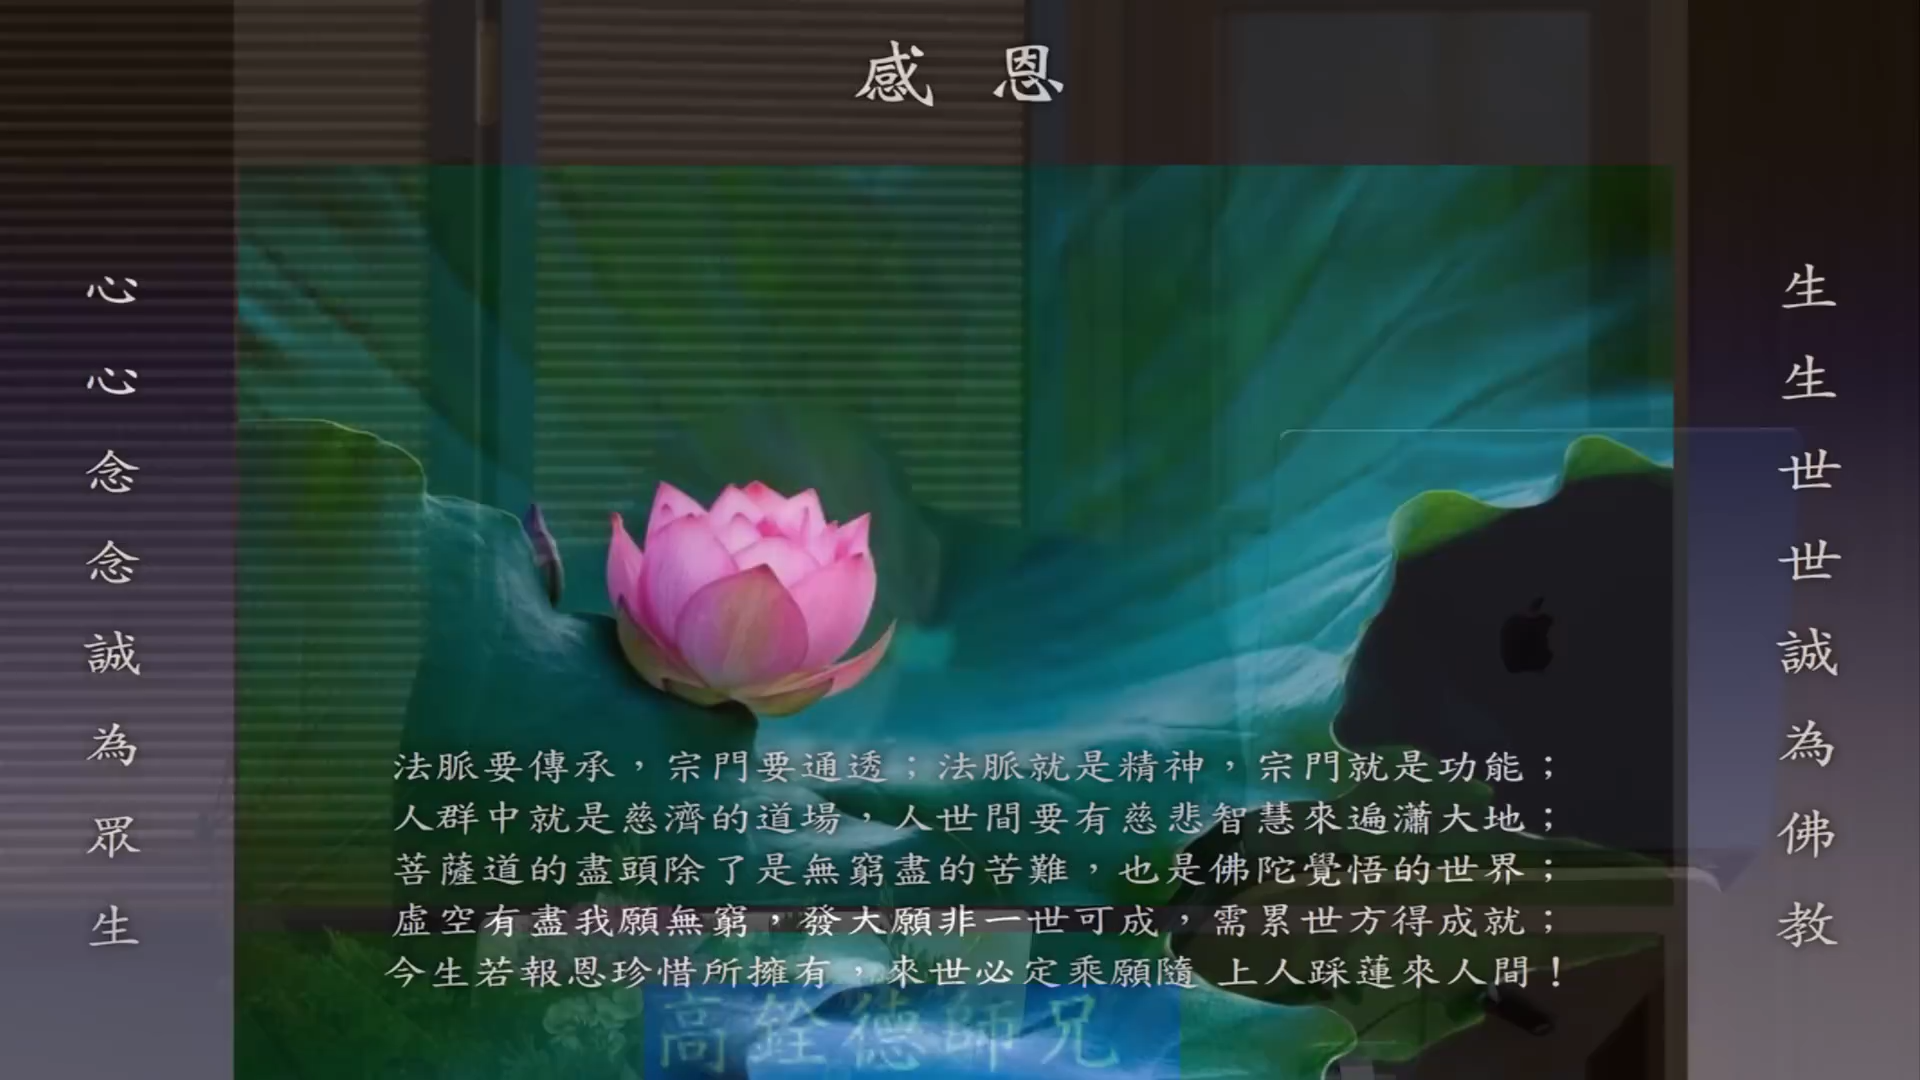 感恩
生生世世誠為佛教
心心念念誠為眾生
法脈要傳承，宗門要通透；法脈就是精神，宗門就是功能；
人群中就是慈濟的道場，人世間要有慈悲智慧來遍瀟大地；
菩薩道的盡頭除了是無窮盡的苦難，也是佛陀覺悟的世界；
虛空有盡我願無窮，發大願非一世可成，需累世方得成就；
今生若報恩珍惜所擁有，來世必定乘願隨 上人踩蓮來人間！
高銓德師兄